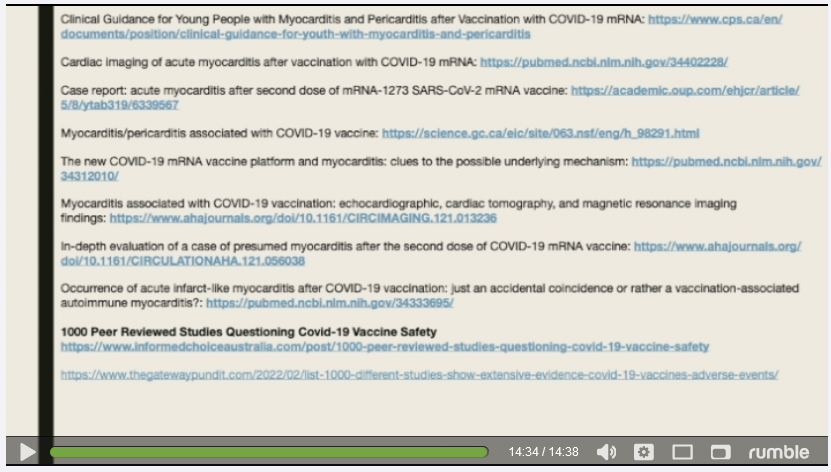 Clinical Guidance for Young People with Myocarditis and Pericarditis after Vaccination with COVID-19 mRNA: https://www.cps.ca/en/
documents/position/clinical-guidance-for-youth-with-myocarditis-and-pericarditis
Cardiac imaging of acute myocarditis after vaccination with COVID-19 mRNA: https://pubmed.ncbi.nlm.nih.gov/34402228/
Case report: acute myocarditis after second dose of mRNA-1273 SARS-CoV-2 mRNA vaccine: https://academic.oup.com/ehjcr/article/
5/8/ytab319/6339567
Myocarditis/pericarditis associated with COVID-19 vaccine: https://science.gc.ca/eic/site/063.nsf/eng/h_98291.html
The new COVID-19 mRNA vaccine platform and myocarditis: clues to the possible underlying mechanism: https://pubmed.ncbi.nlm.nih.gov/
34312010/
Myocarditis associated with COVID-19 vaccination: echocardiographic, cardiac tomography, and magnetic resonance imaging
findings: https://www.ahajournals.org/doi/10.1161/CIRCIMAGING.121.013236
In-depth evaluation of a case of presumed myocarditis after the second dose of COVID-19 mRNA vaccine: https://www.ahajournals.org/
doi/10.1161/CIRCULATIONAHA.121.056038
Occurrence of acute infarct-like myocarditis after COVID-19 vaccination: just an accidental coincidence or rather a vaccination-associated
autoimmune myocarditis?: https://pubmed.ncbi.nlm.nih.gov/34333695/
1000 Peer Reviewed Studies Questioning Covid-19 Vaccine Safety
https://www.informedchoiceaustralia.com/post/1000-peer-reviewed-studies-questioning-covid-19-vaccine-safety
https://www.thegatewaypundit.com/2022/02/list-1000-different-studies-show-extensive-evidence-covid-19-vaccines-adverse-events/
14:34 / 14:38
rumble